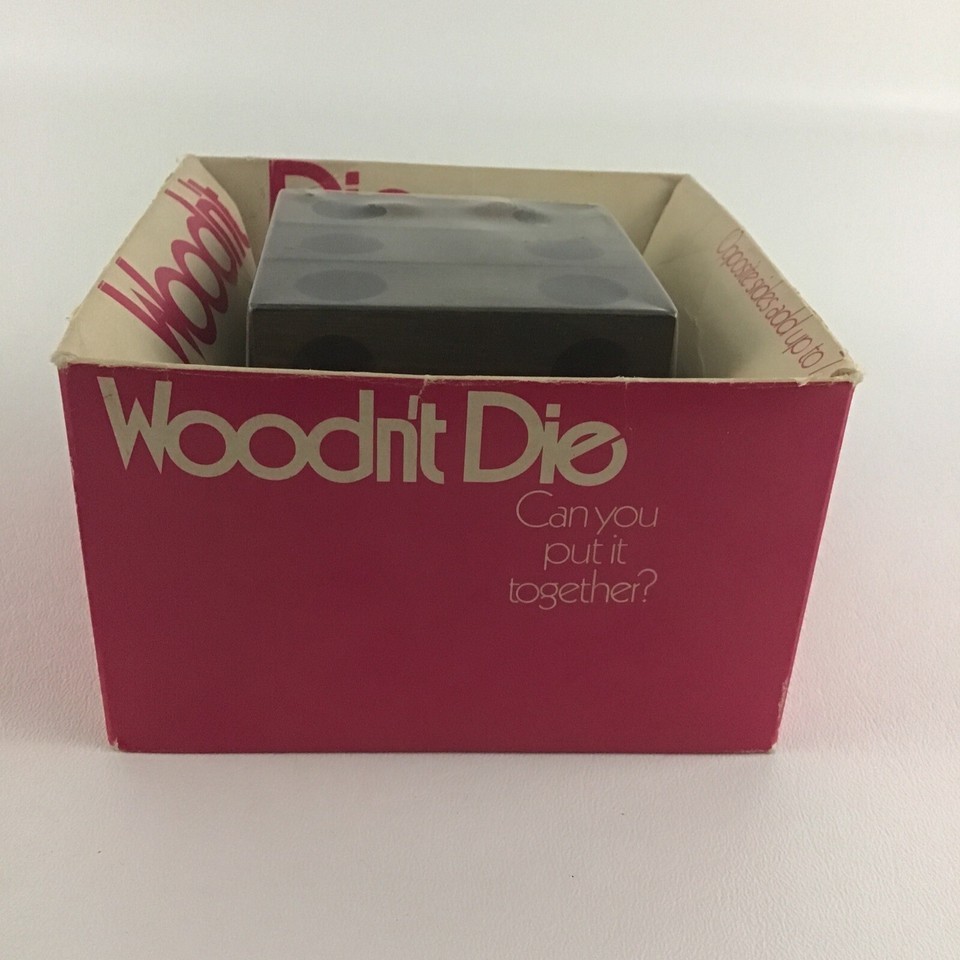 Woodn't
Die
Opposite sides add up to 7
Woodn't Die
Can you
put it
together?